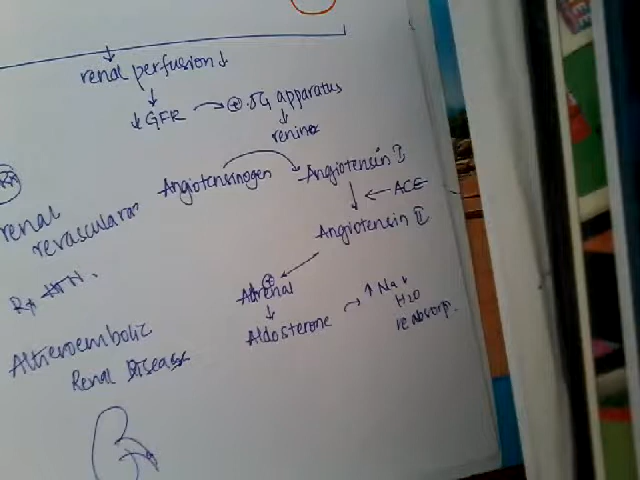 renal perfusion ↓
↓ GFR → ⊕ JG apparatus
renin
Angiotensinogen → Angiotensin I
← ACE
Angiotensin II
renal
revascular
Rx HTN.
⊕
Adrenal
Aldosterone → ↑ Na+
H2O
reabsorp.
Altheroembolic
Renal Disease